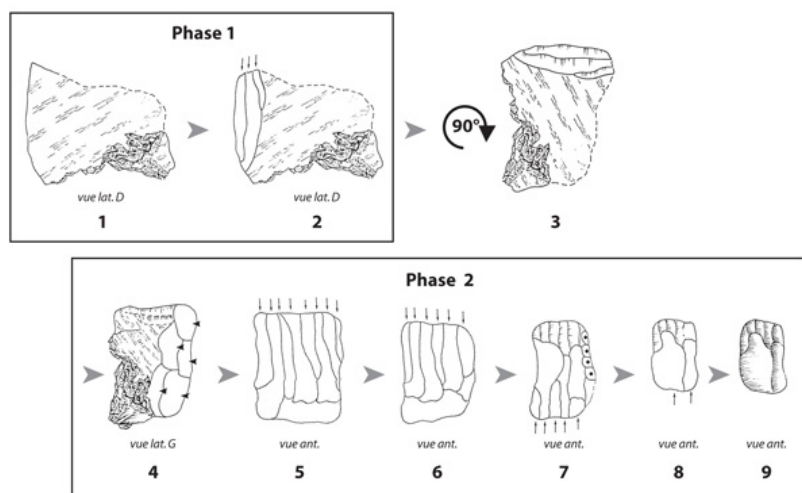 Phase 1
vue lat. D
vue lat. D
1
2
90°
3
Phase 2
vue lat. G
vue ant.
vue ant.
vue ant.
vue ant.
vue ant.
4
5
6
7
8
9